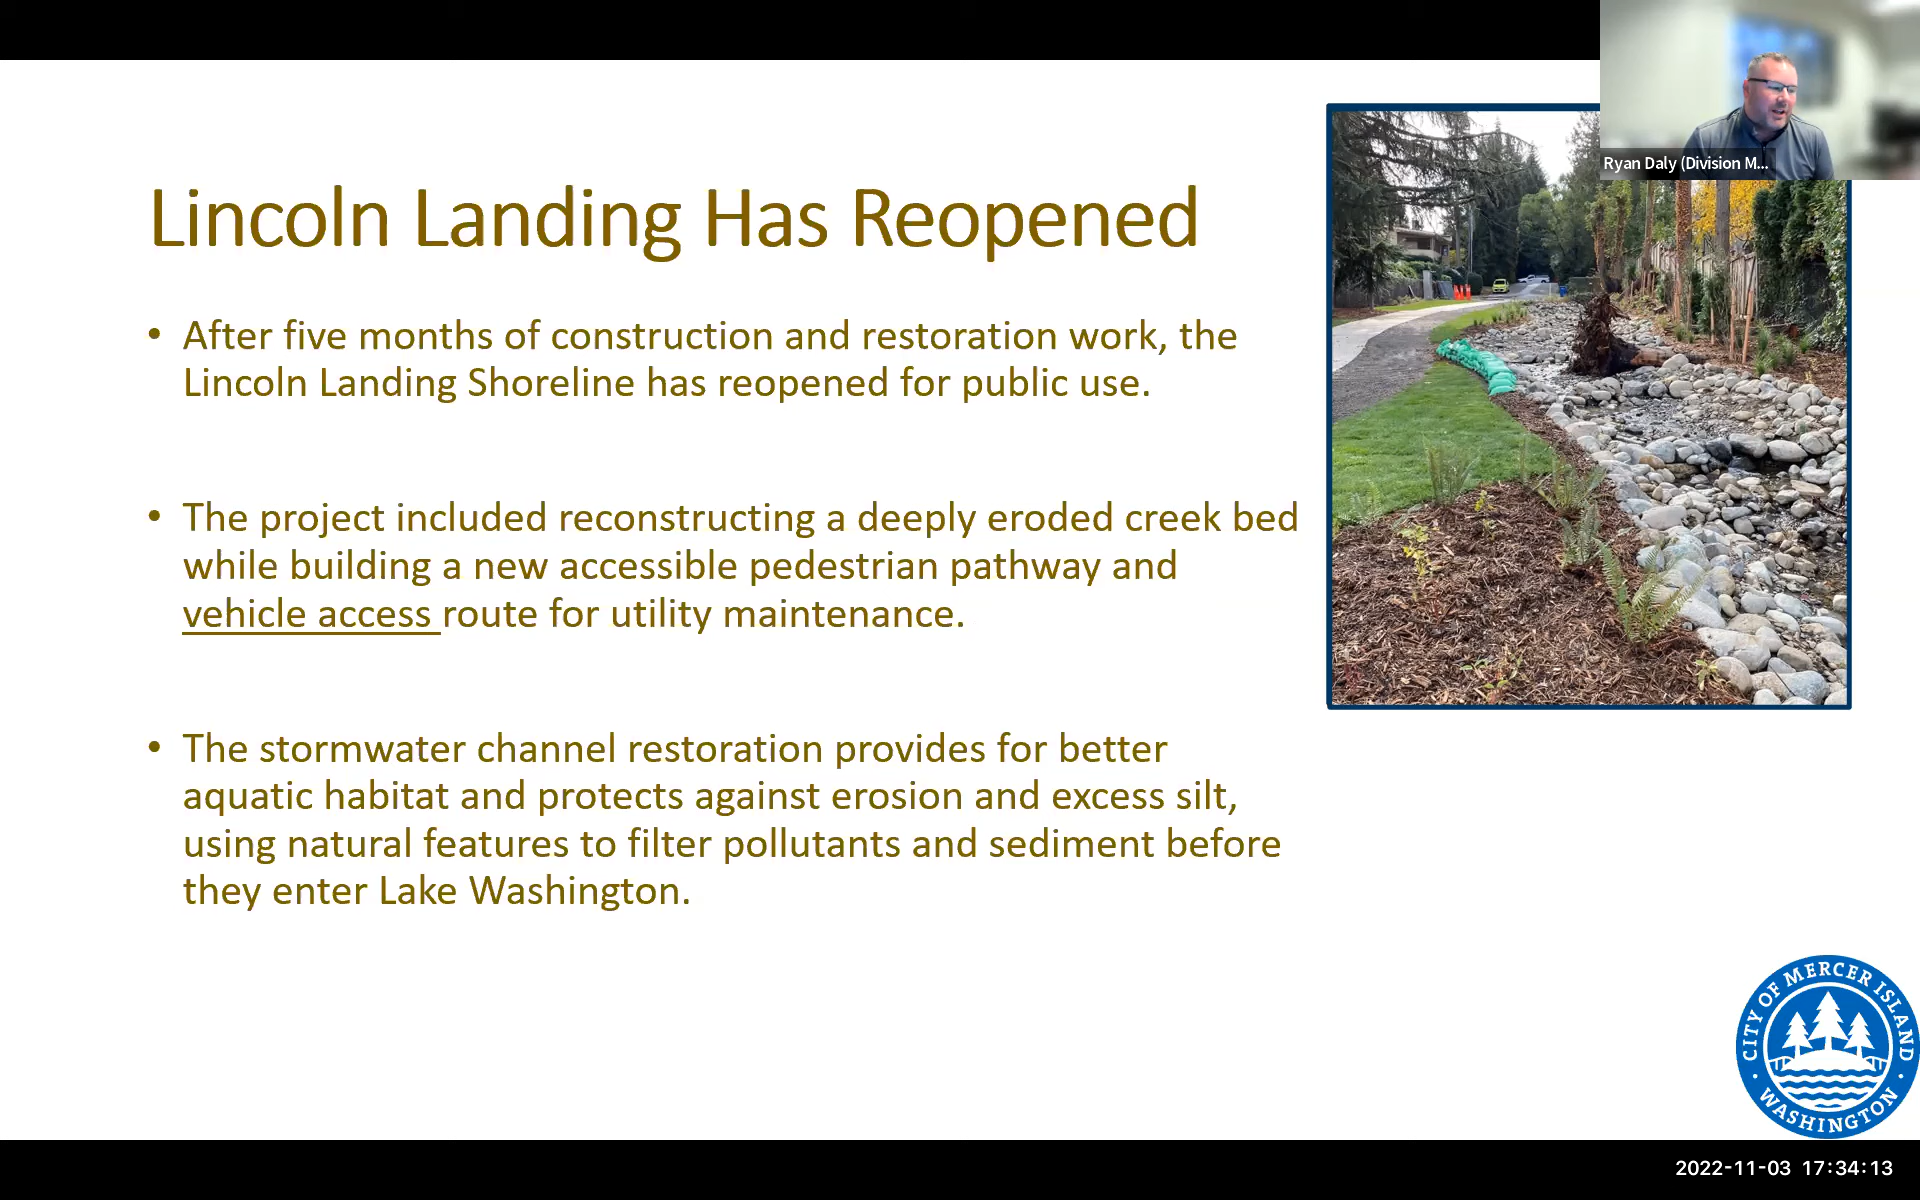 Ryan Daly (Division M...
Lincoln Landing Has Reopened
• After five months of construction and restoration work, the
Lincoln Landing Shoreline has reopened for public use.
• The project included reconstructing a deeply eroded creek bed
while building a new accessible pedestrian pathway and
vehicle access route for utility maintenance.
• The stormwater channel restoration provides for better
aquatic habitat and protects against erosion and excess silt,
using natural features to filter pollutants and sediment before
they enter Lake Washington.
CITY OF MERCER ISLAND
• WASHINGTON •
2022-11-03 17:34:13